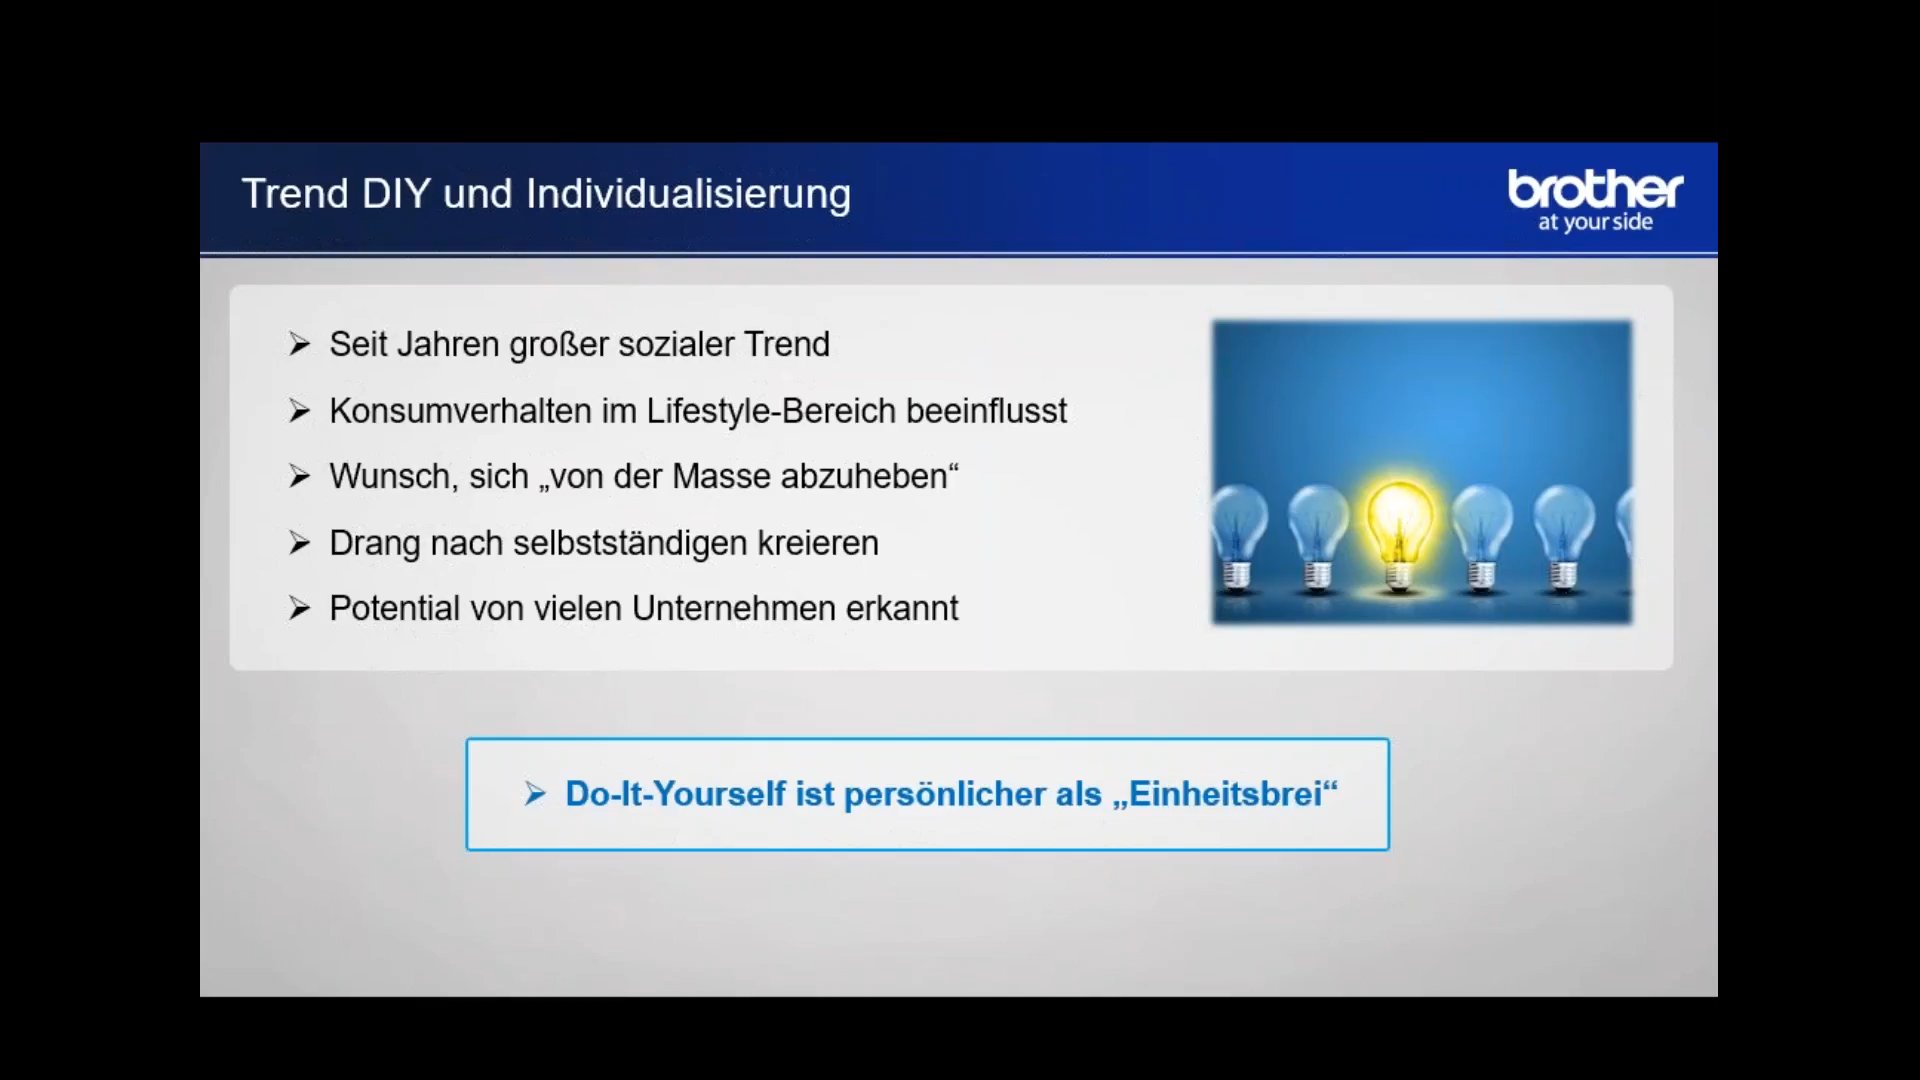 Trend DIY und Individualisierung
brother
at your side
➢ Seit Jahren großer sozialer Trend
➢ Konsumverhalten im Lifestyle-Bereich beeinflusst
➢ Wunsch, sich „von der Masse abzuheben“
➢ Drang nach selbstständigen kreieren
➢ Potential von vielen Unternehmen erkannt
➢ Do-It-Yourself ist persönlicher als „Einheitsbrei“